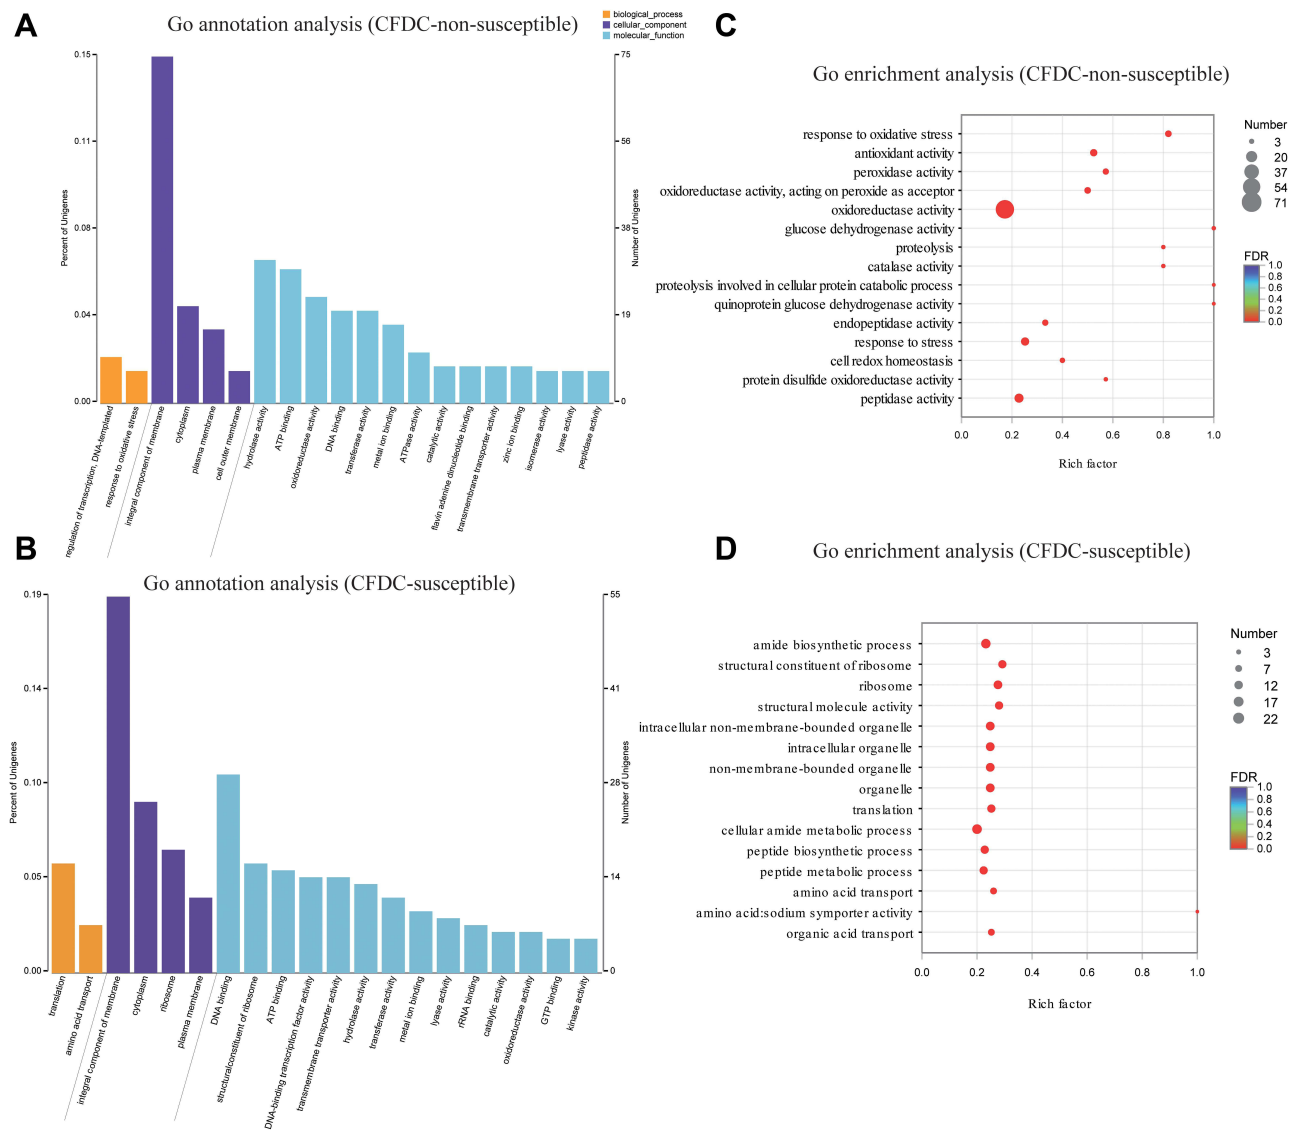 A
Go annotation analysis (CFDC-non-susceptible)
biological_process
cellular_component
molecular_function
Percent of Unigenes
0.15
0.11
0.08
0.04
0.00
Number of Unigenes
75
56
38
19
0
regulation of transcription, DNA-templated
response to oxidative stress
integral component of membrane
cytoplasm
plasma membrane
cell outer membrane
hydrolase activity
ATP binding
oxidoreductase activity
DNA binding
transferase activity
metal ion binding
ATPase activity
catalytic activity
flavin adenine dinucleotide binding
transmembrane transporter activity
zinc ion binding
isomerase activity
lyase activity
peptidase activity
B
Go annotation analysis (CFDC-susceptible)
Percent of Unigenes
0.19
0.14
0.10
0.05
0.00
Number of Unigenes
55
41
28
14
0
translation
amino acid transport
integral component of membrane
cytoplasm
ribosome
plasma membrane
DNA binding
structuralconstituent of ribosome
ATP binding
DNA-binding transcription factor activity
transmembrane transporter activity
hydrolase activity
transferase activity
metal ion binding
lyase activity
rRNA binding
catalytic activity
oxidoreductase activity
GTP binding
kinase activity
C
Go enrichment analysis (CFDC-non-susceptible)
response to oxidative stress
antioxidant activity
peroxidase activity
oxidoreductase activity, acting on peroxide as acceptor
oxidoreductase activity
glucose dehydrogenase activity
proteolysis
catalase activity
proteolysis involved in cellular protein catabolic process
quinoprotein glucose dehydrogenase activity
endopeptidase activity
response to stress
cell redox homeostasis
protein disulfide oxidoreductase activity
peptidase activity
0.0 0.2 0.4 0.6 0.8 1.0
Rich factor
Number
3
20
37
54
71
FDR
1.0
0.8
0.6
0.4
0.2
0.0
D
Go enrichment analysis (CFDC-susceptible)
amide biosynthetic process
structural constituent of ribosome
ribosome
structural molecule activity
intracellular non-membrane-bounded organelle
intracellular organelle
non-membrane-bounded organelle
organelle
translation
cellular amide metabolic process
peptide biosynthetic process
peptide metabolic process
amino acid transport
amino acid:sodium symporter activity
organic acid transport
0.0 0.2 0.4 0.6 0.8 1.0
Rich factor
Number
3
7
12
17
22
FDR
1.0
0.8
0.6
0.4
0.2
0.0